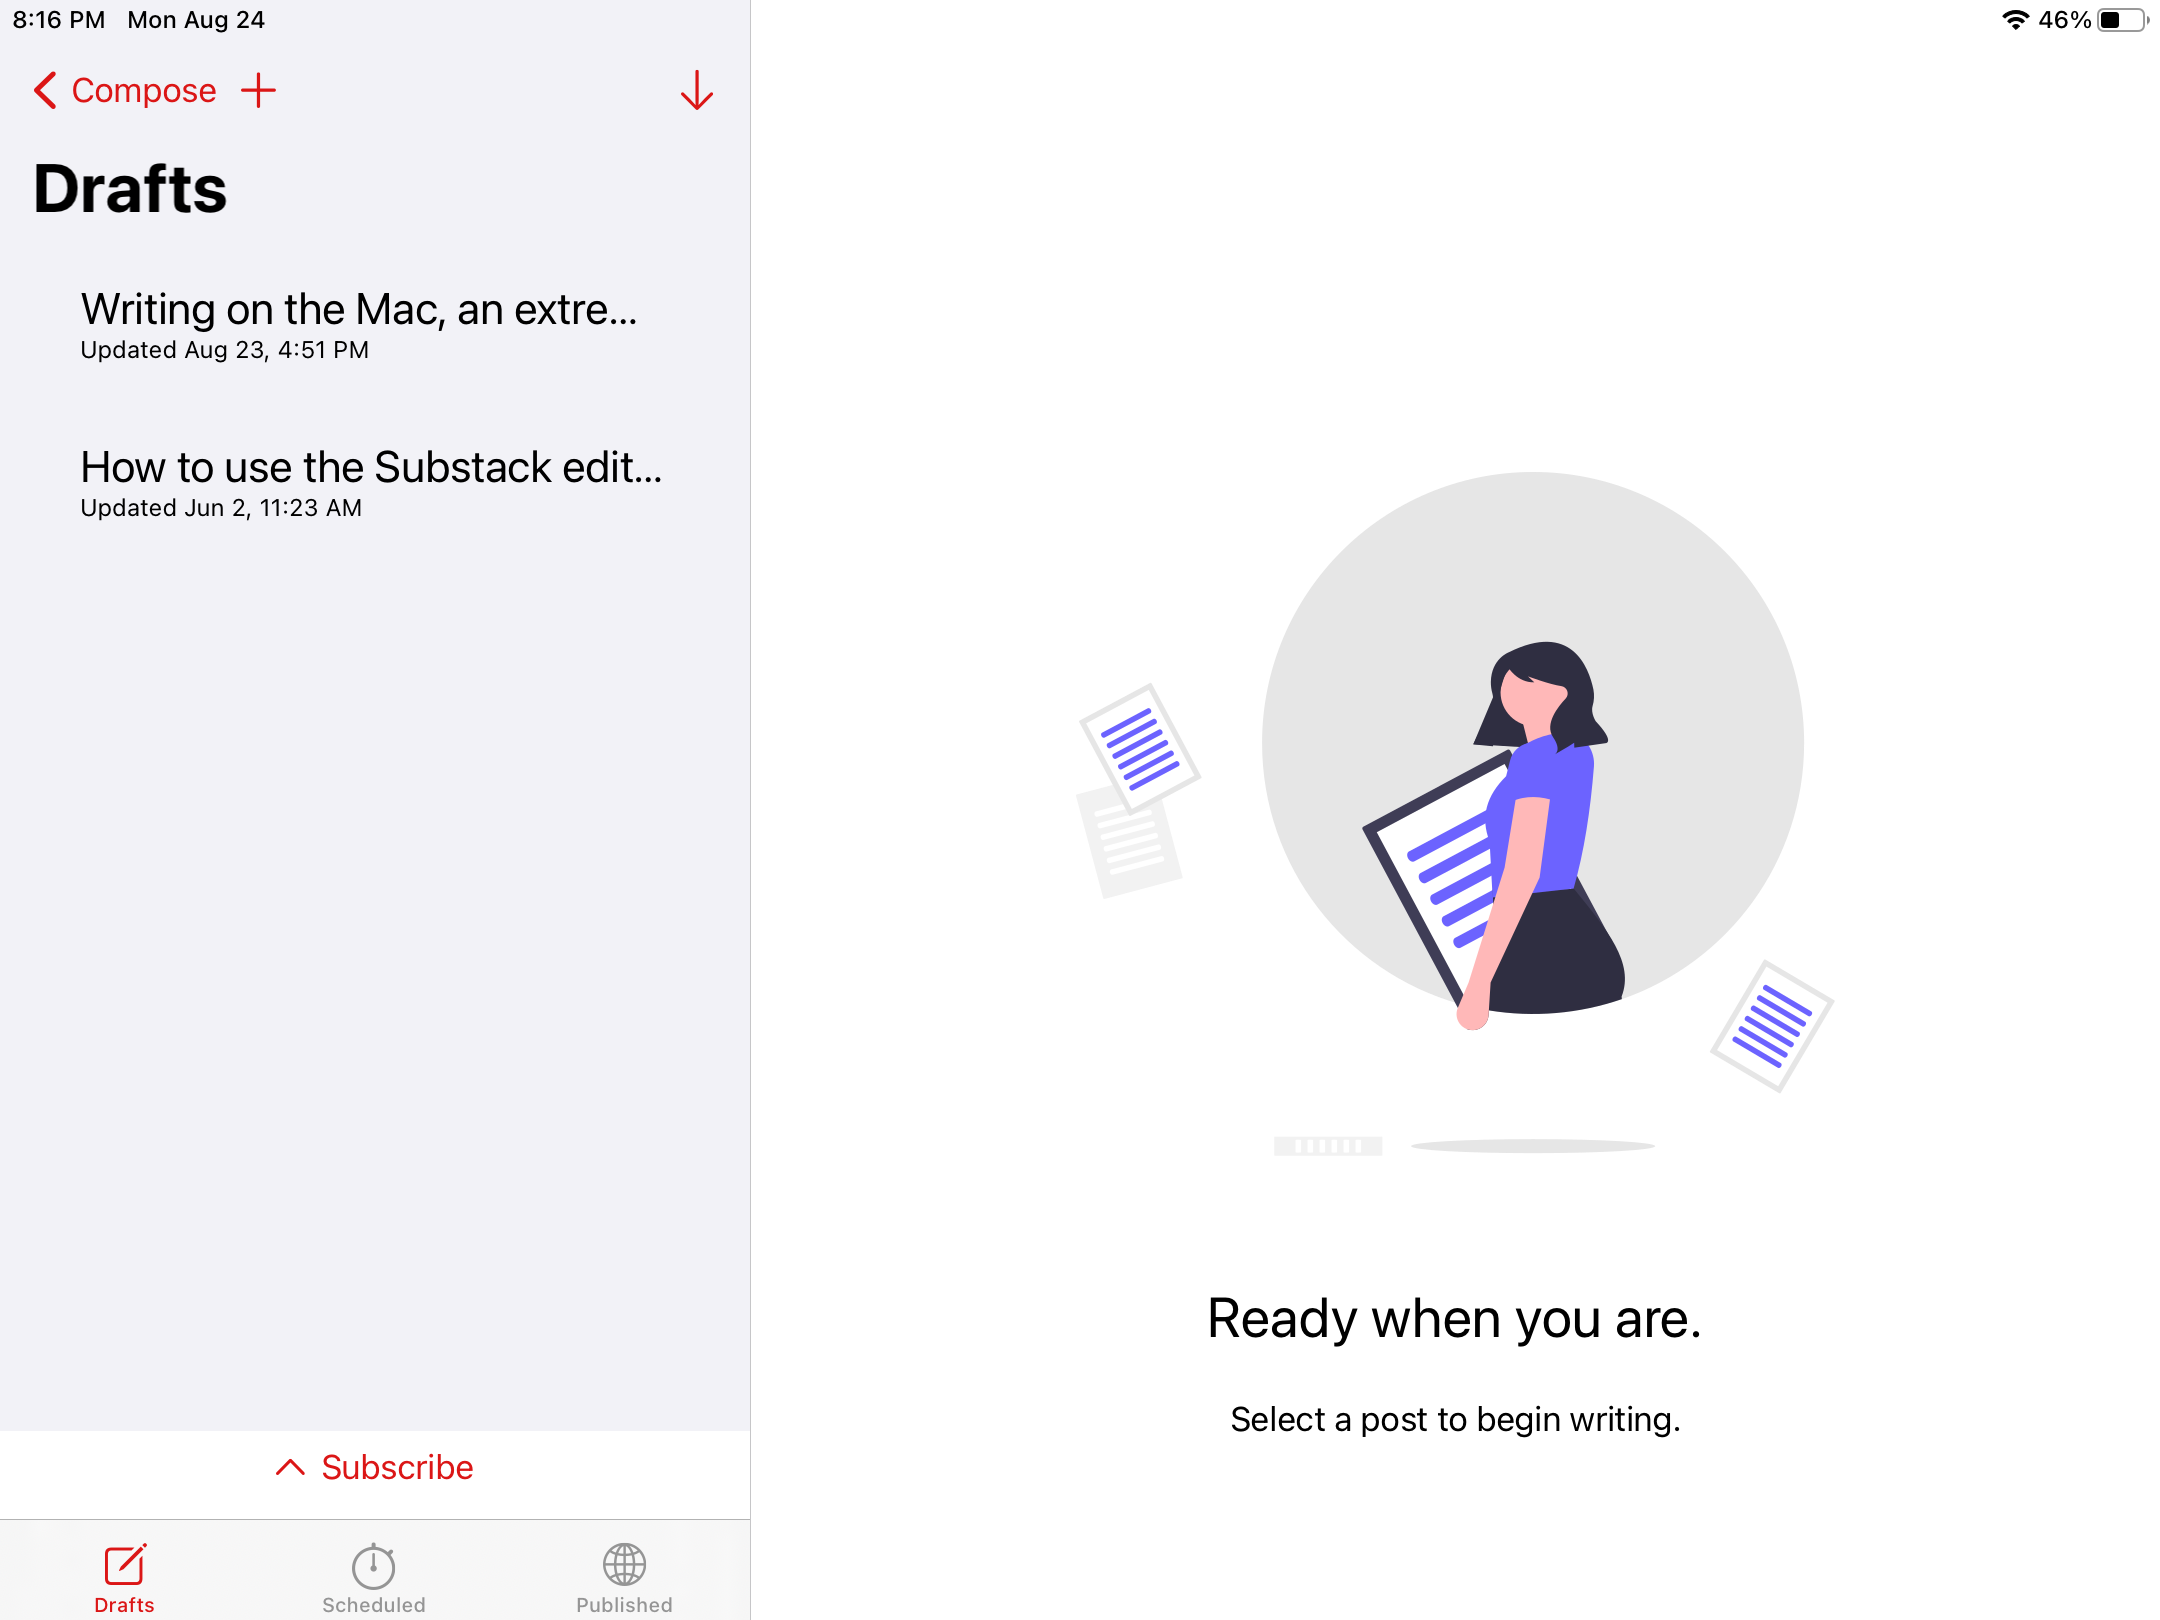 8:16 PM Mon Aug 24
46%
Compose
Drafts
Writing on the Mac, an extre...
Updated Aug 23, 4:51 PM
How to use the Substack edit...
Updated Jun 2, 11:23 AM
Ready when you are.
Select a post to begin writing.
Subscribe
Drafts
Scheduled
Published